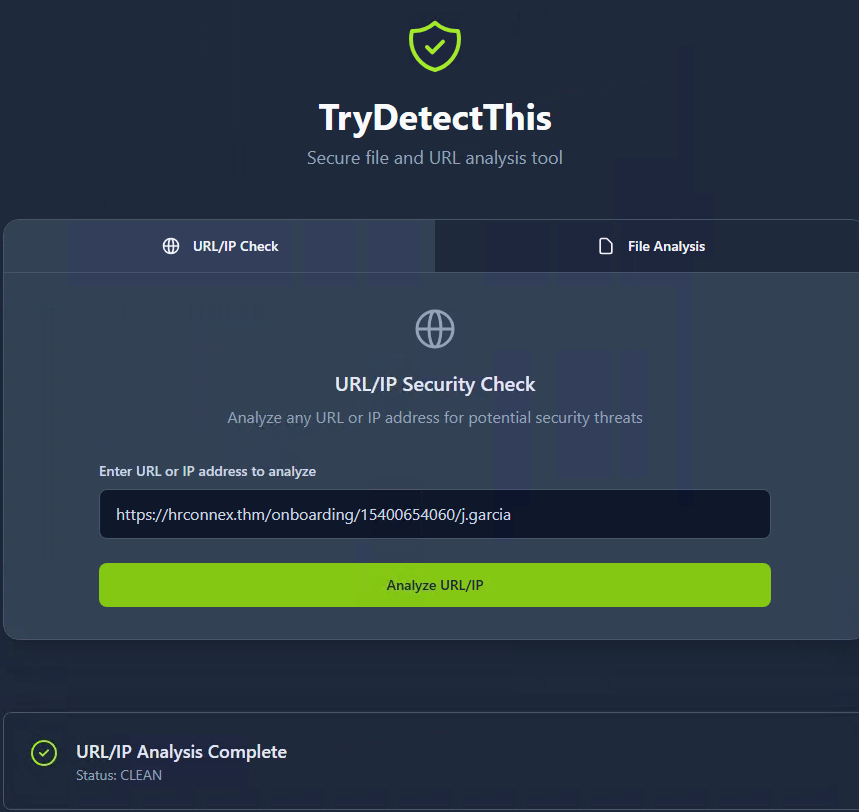 TryDetectThis
Secure file and URL analysis tool
URL/IP Check
File Analysis
URL/IP Security Check
Analyze any URL or IP address for potential security threats
Enter URL or IP address to analyze
https://hrconnex.thm/onboarding/15400654060/j.garcia
Analyze URL/IP
URL/IP Analysis Complete
Status: CLEAN